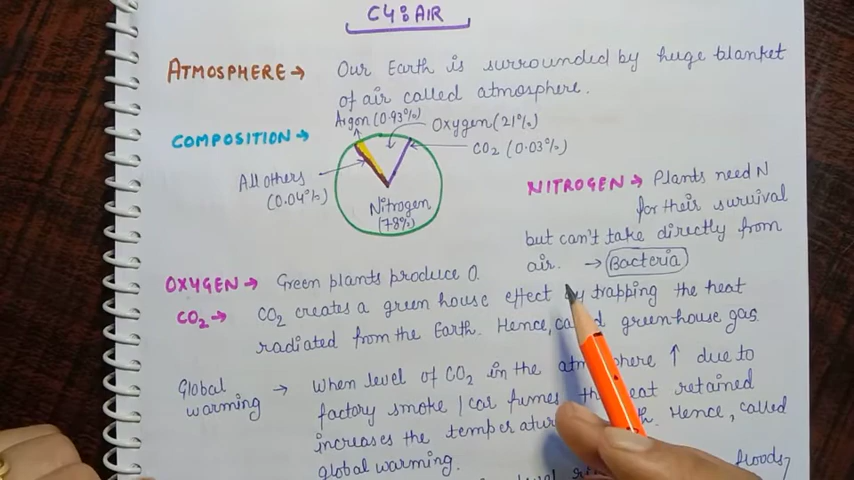 C4: AIR
ATMOSPHERE → Our Earth is surrounded by huge blanket
of air called atmosphere.
COMPOSITION →
Argon (0.93%)
Oxygen (21%)
CO2 (0.03%)
All others
(0.04%)
Nitrogen
(78%)
NITROGEN → Plants need N
for their survival
but can't take directly from
air. → Bacteria
OXYGEN → Green plants produce O.
CO2 → CO2 creates a green house effect by trapping the heat
radiated from the Earth. Hence, called greenhouse gas
Global
warming →
When level of CO2 in the atmosphere ↑ due to
factory smoke / car fumes the heat retained
increases the temperature Hence, called
global warming.
floods,